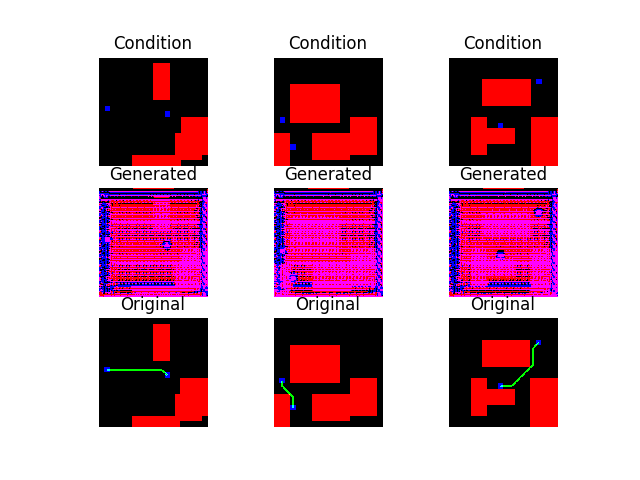 Condition Condition Condition
Generated Generated Generated
Original Original Original